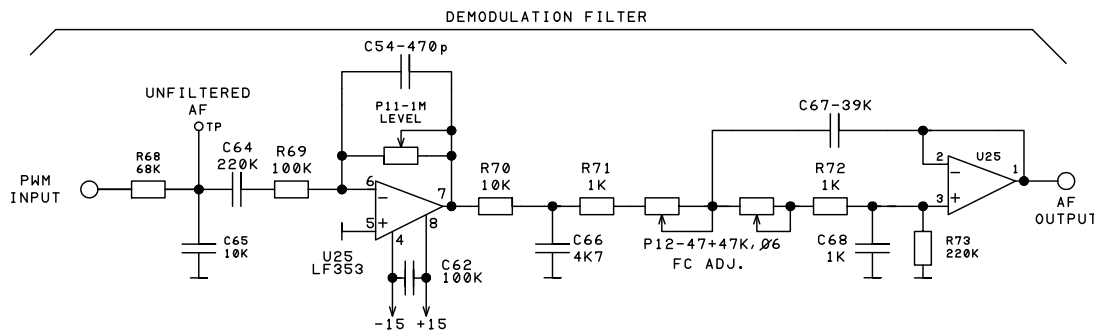 DEMODULATION FILTER
C54-470p
P11-1M
LEVEL
UNFILTERED
AF
TP
C64
220K
R69
100K
R68
68K
PWM
INPUT
C65
10K
6
5
7
4
8
-
+
U25
LF353
C62
100K
-15
+15
R70
10K
C66
4K7
R71
1K
P12-47+47K,Ø6
FC ADJ.
C67-39K
R72
1K
C68
1K
R73
220K
2
3
1
-
+
U25
AF
OUTPUT